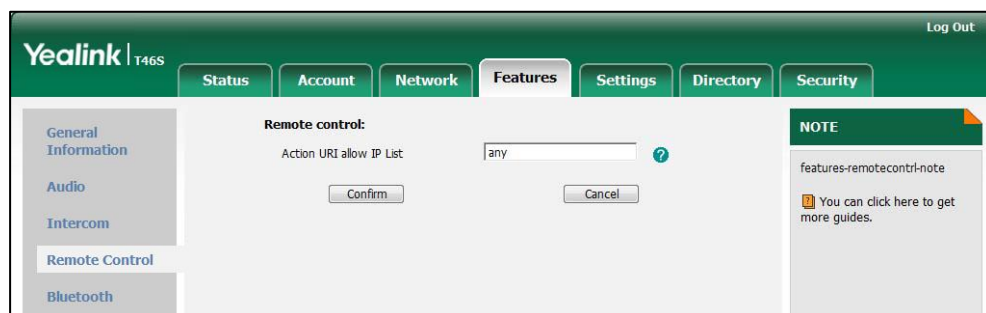 Log Out
Yealink | T46S
Status Account Network Features Settings Directory Security
General
Information
Audio
Intercom
Remote Control
Bluetooth
Remote control:
Action URI allow IP List any ?
Confirm Cancel
NOTE
features-remotecontrl-note
? You can click here to get
more guides.